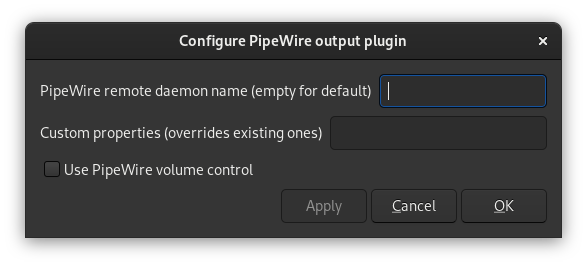 Configure PipeWire output plugin
PipeWire remote daemon name (empty for default)
Custom properties (overrides existing ones)
Use PipeWire volume control
Apply Cancel OK